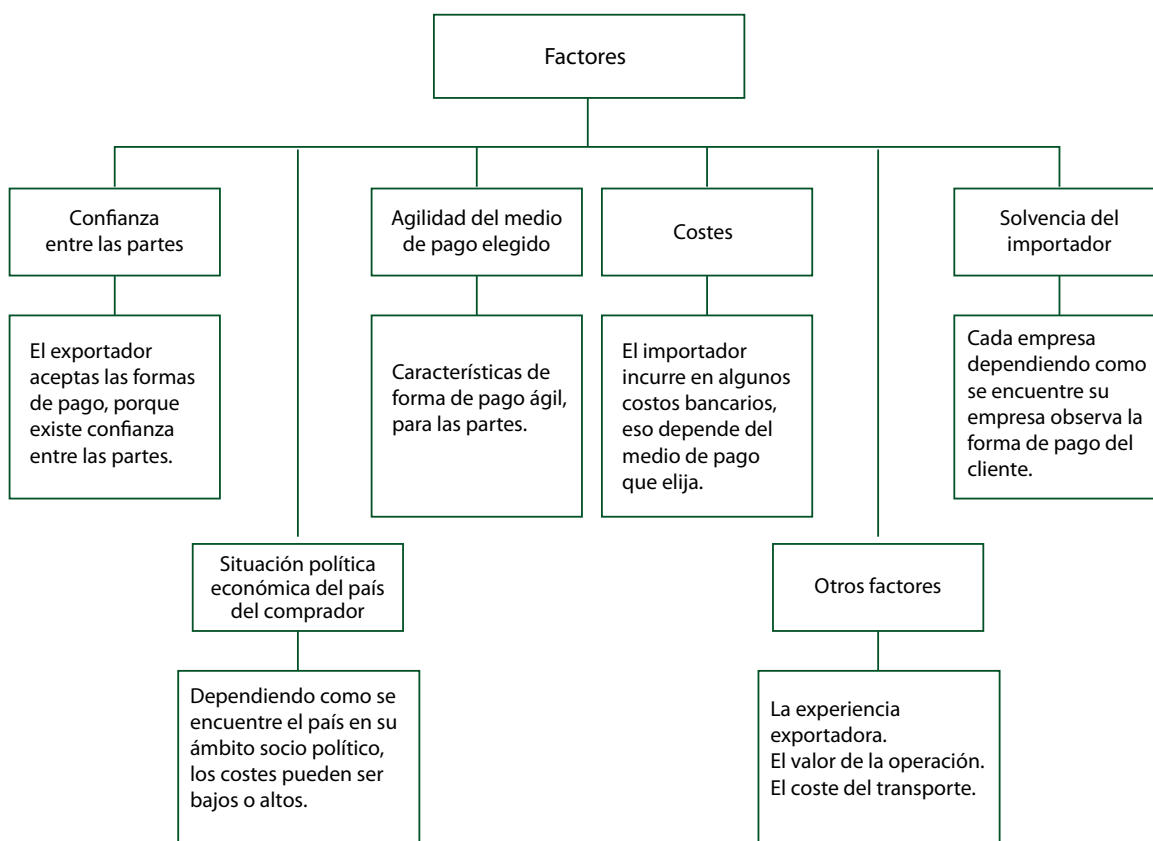 Factores
Confianza
entre las partes
El exportador
aceptas las formas
de pago, porque
existe confianza
entre las partes.
Situación política
económica del país
del comprador
Dependiendo como se
encuentre el país en su
ámbito socio político,
los costes pueden ser
bajos o altos.
Agilidad del medio
de pago elegido
Características de
forma de pago ágil,
para las partes.
Costes
El importador
incurre en algunos
costos bancarios,
eso depende del
medio de pago
que elija.
Otros factores
La experiencia
exportadora.
El valor de la operación.
El coste del transporte.
Solvencia del
importador
Cada empresa
dependiendo como
se encuentre su
empresa observa la
forma de pago del
cliente.